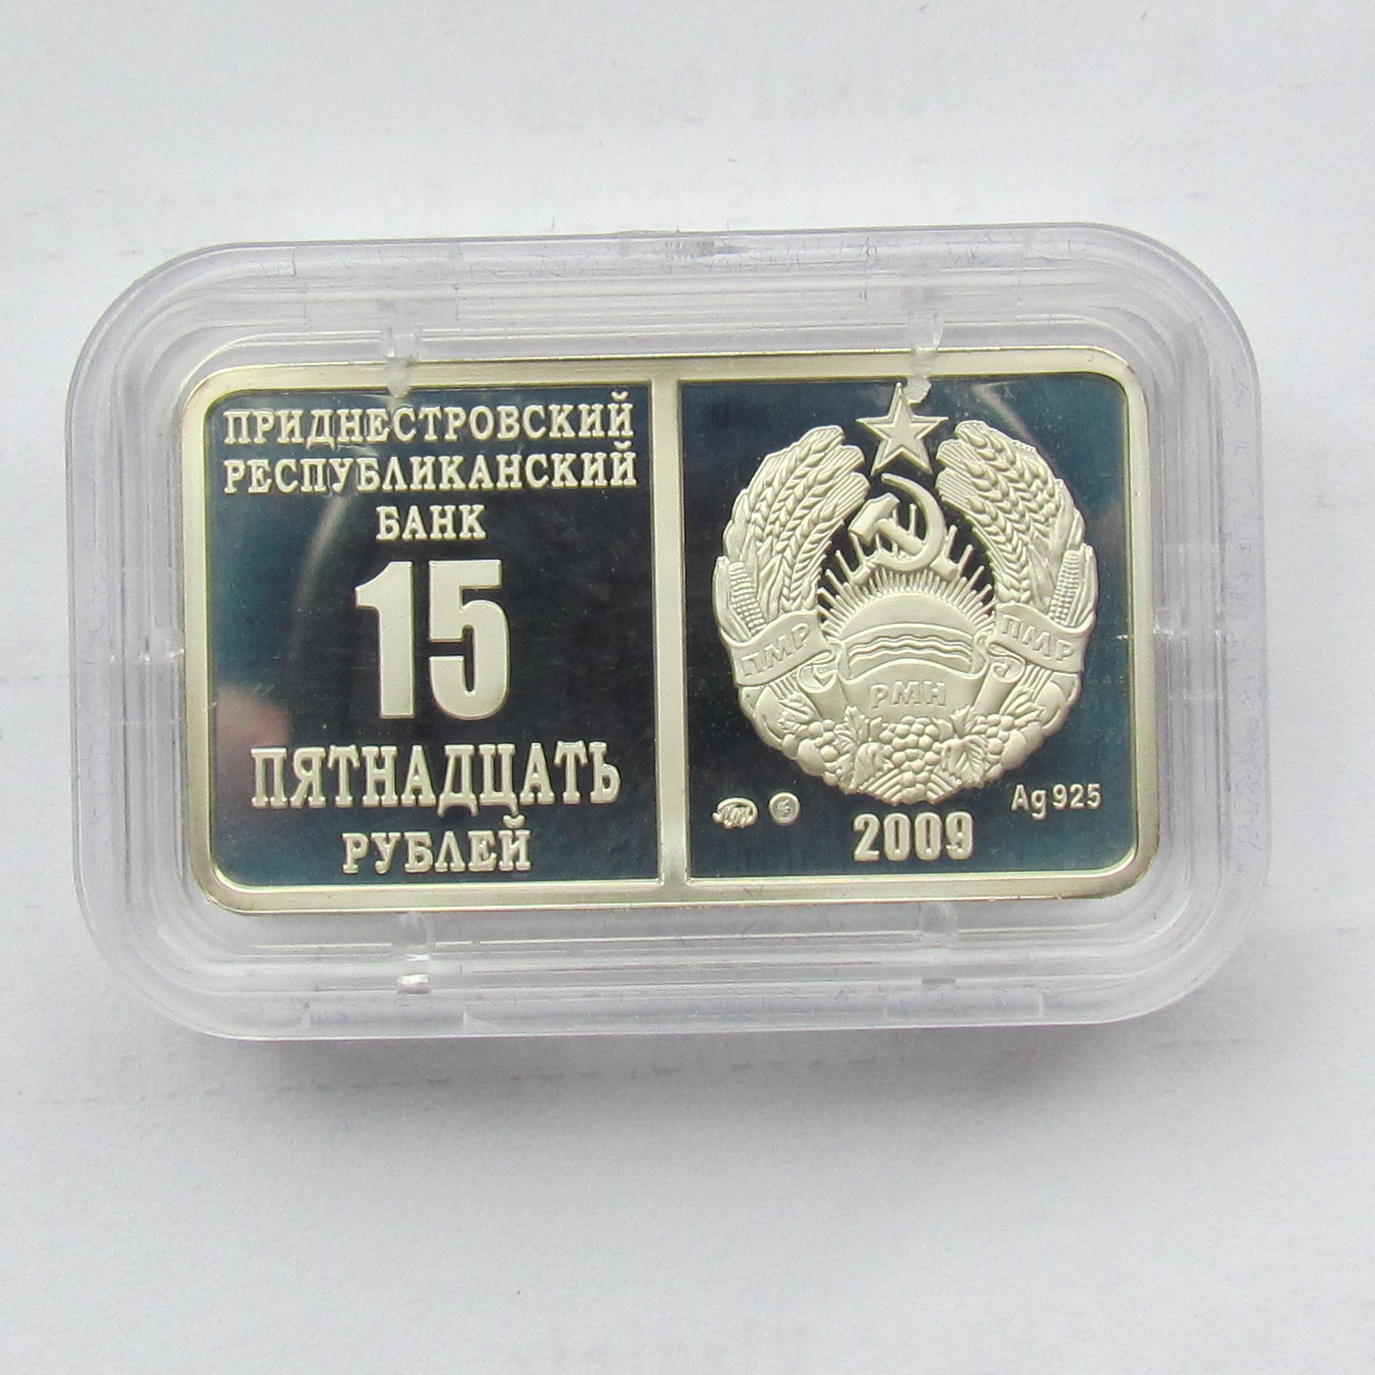 ПРИДНЕСТРОВСКИЙ
РЕСПУБЛИКАНСКИЙ
БАНК
15
ПЯТНАДЦАТЬ
РУБЛЕЙ
ПМР
ПМР
РМН
Ag 925
2009